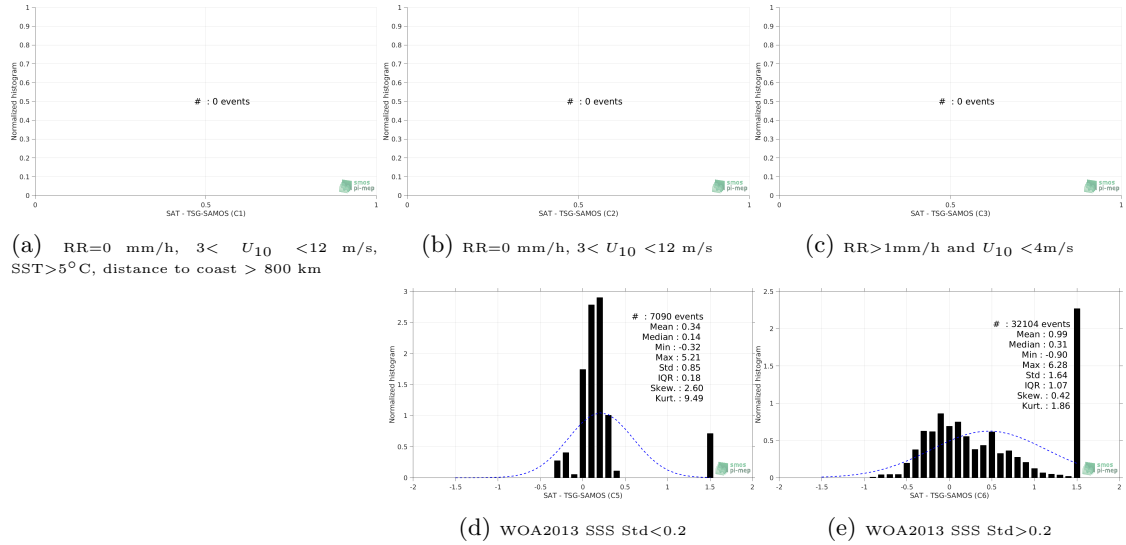 1
0.9
0.8
0.7
0.6
0.5
0.4
0.3
0.2
0.1
0
Normalized histogram
# : 0 events
smos
pi-mep
0 0.5 1
SAT - TSG-SAMOS (C1)
(a) RR=0 mm/h, 3< U10 <12 m/s,
SST>5°C, distance to coast > 800 km
1
0.9
0.8
0.7
0.6
0.5
0.4
0.3
0.2
0.1
0
Normalized histogram
# : 0 events
smos
pi-mep
0 0.5 1
SAT - TSG-SAMOS (C2)
(b) RR=0 mm/h, 3< U10 <12 m/s
1
0.9
0.8
0.7
0.6
0.5
0.4
0.3
0.2
0.1
0
Normalized histogram
# : 0 events
smos
pi-mep
0 0.5 1
SAT - TSG-SAMOS (C3)
(c) RR>1mm/h and U10 <4m/s
3
2.5
2
1.5
1
0.5
0
Normalized histogram
# : 7090 events
Mean : 0.34
Median : 0.14
Min : -0.32
Max : 5.21
Std : 0.85
IQR : 0.18
Skew. : 2.60
Kurt. : 9.49
smos
pi-mep
-2 -1.5 -1 -0.5 0 0.5 1 1.5 2
SAT - TSG-SAMOS (C5)
(d) WOA2013 SSS Std<0.2
2.5
2
1.5
1
0.5
0
Normalized histogram
# : 32104 events
Mean : 0.99
Median : 0.31
Min : -0.90
Max : 6.28
Std : 1.64
IQR : 1.07
Skew. : 0.42
Kurt. : 1.86
smos
pi-mep
-2 -1.5 -1 -0.5 0 0.5 1 1.5 2
SAT - TSG-SAMOS (C6)
(e) WOA2013 SSS Std>0.2